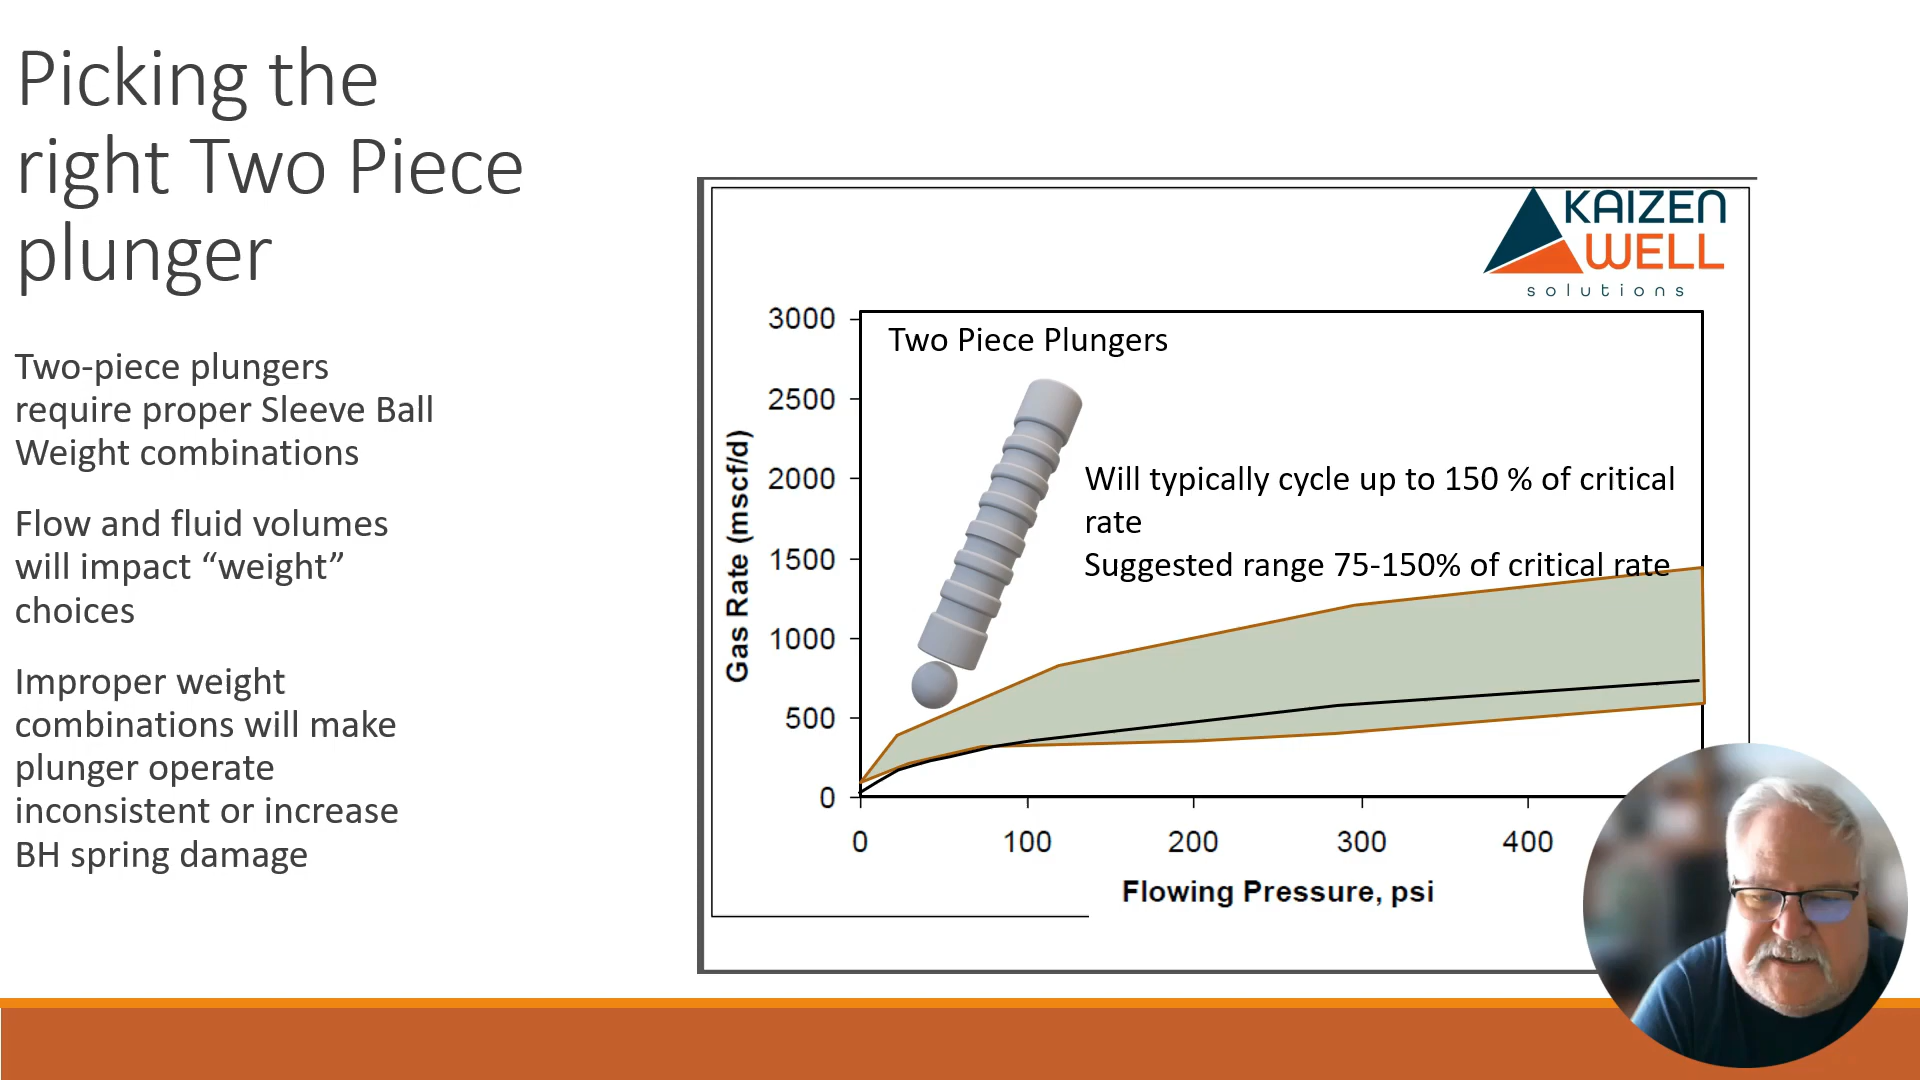 Picking the
right Two Piece
plunger
Two-piece plungers
require proper Sleeve Ball
Weight combinations
Flow and fluid volumes
will impact “weight”
choices
Improper weight
combinations will make
plunger operate
inconsistent or increase
BH spring damage
KAIZEN
WELL
solutions
Two Piece Plungers
Will typically cycle up to 150 % of critical
rate
Suggested range 75-150% of critical rate
Gas Rate (mscf/d)
3000
2500
2000
1500
1000
500
0
0 100 200 300 400
Flowing Pressure, psi